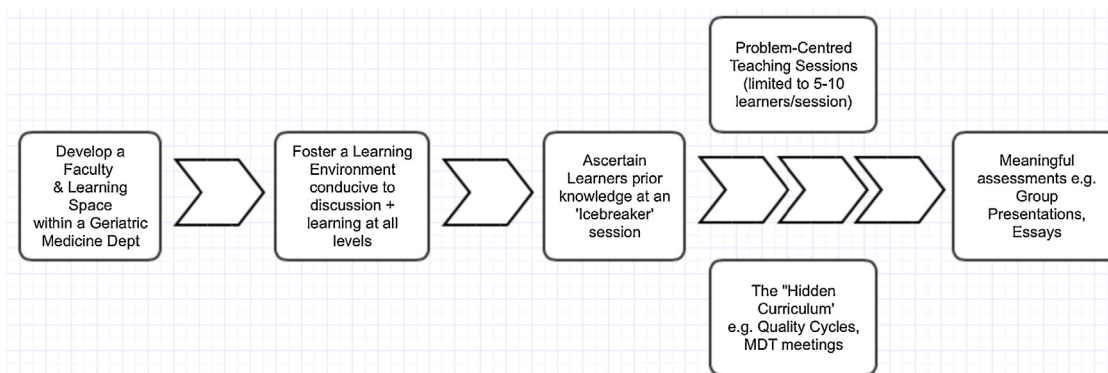 Develop a
Faculty
& Learning
Space
within a Geriatric
Medicine Dept
Foster a Learning
Environment
conducive to
discussion +
learning at all
levels
Ascertain
Learners prior
knowledge at an
'Icebreaker'
session
Problem-Centred
Teaching Sessions
(limited to 5-10
learners/session)
The "Hidden
Curriculum'
e.g. Quality Cycles,
MDT meetings
Meaningful
assessments e.g.
Group
Presentations,
Essays